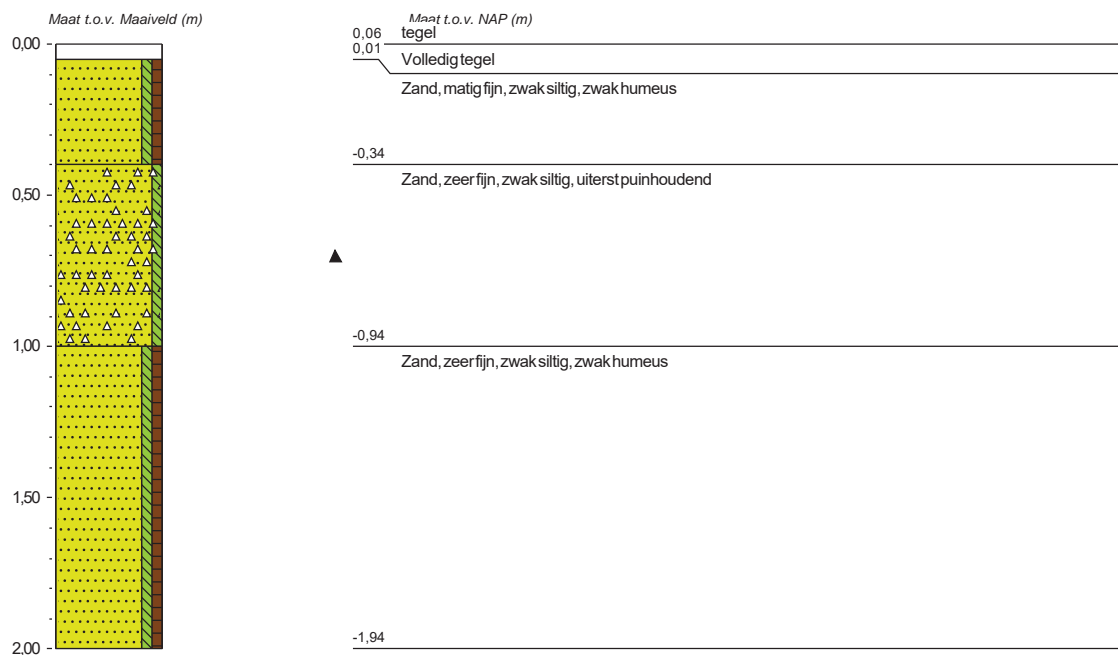 Maat t.o.v. Maaiveld (m)
Maat t.o.v. NAP (m)
0,00
0,06 tegel
0,01
Volledig tegel
Zand, matig fijn, zwak siltig, zwak humeus
-0,34
Zand, zeer fijn, zwak siltig, uiterst puinhoudend
0,50
-0,94
1,00
Zand, zeer fijn, zwak siltig, zwak humeus
1,50
-1,94
2,00